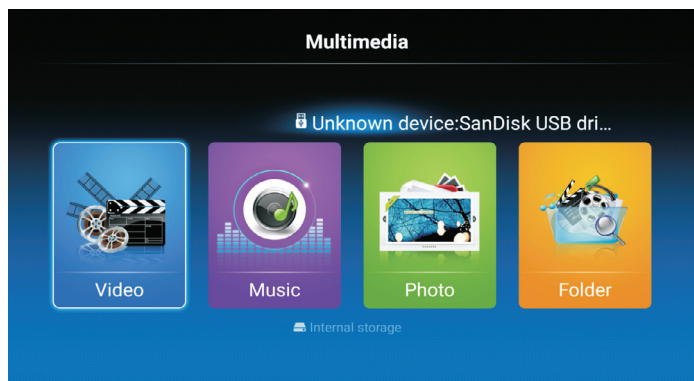 Multimedia
Unknown device:SanDisk USB dri...
Video
Music
Photo
Folder
Internal storage